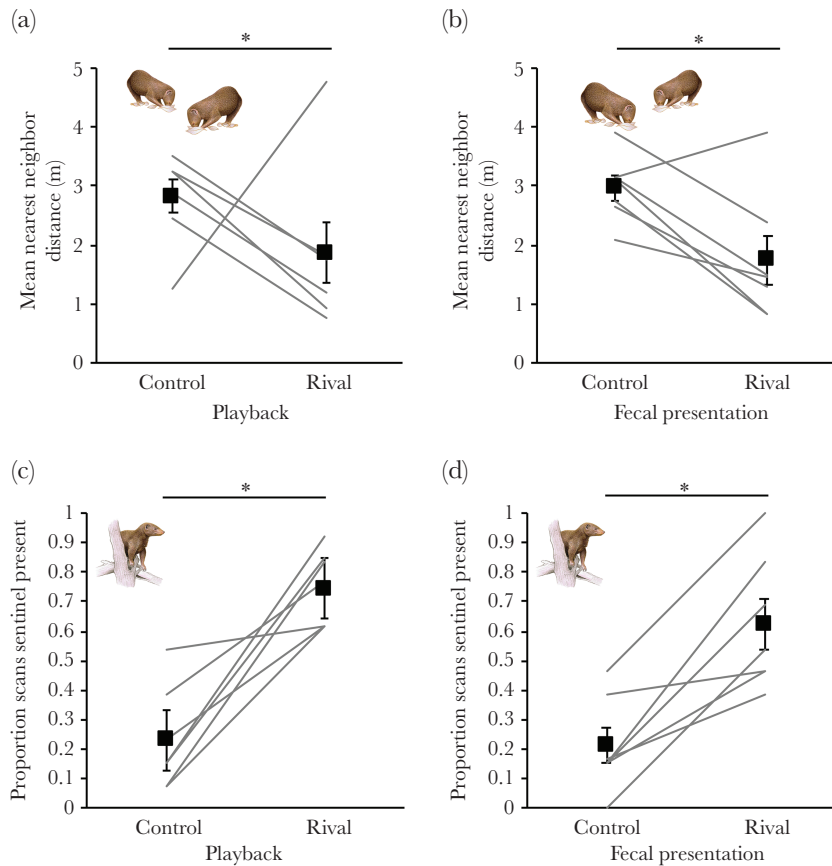 (a)
*
Mean nearest neighbor
distance (m)
5
4
3
2
1
0
Control
Rival
Playback
(b)
*
Mean nearest neighbor
distance (m)
5
4
3
2
1
0
Control
Rival
Fecal presentation
(c)
*
Proportion scans sentinel present
1
0.9
0.8
0.7
0.6
0.5
0.4
0.3
0.2
0.1
0
Control
Rival
Playback
(d)
*
Proportion scans sentinel present
1
0.9
0.8
0.7
0.6
0.5
0.4
0.3
0.2
0.1
0
Control
Rival
Fecal presentation